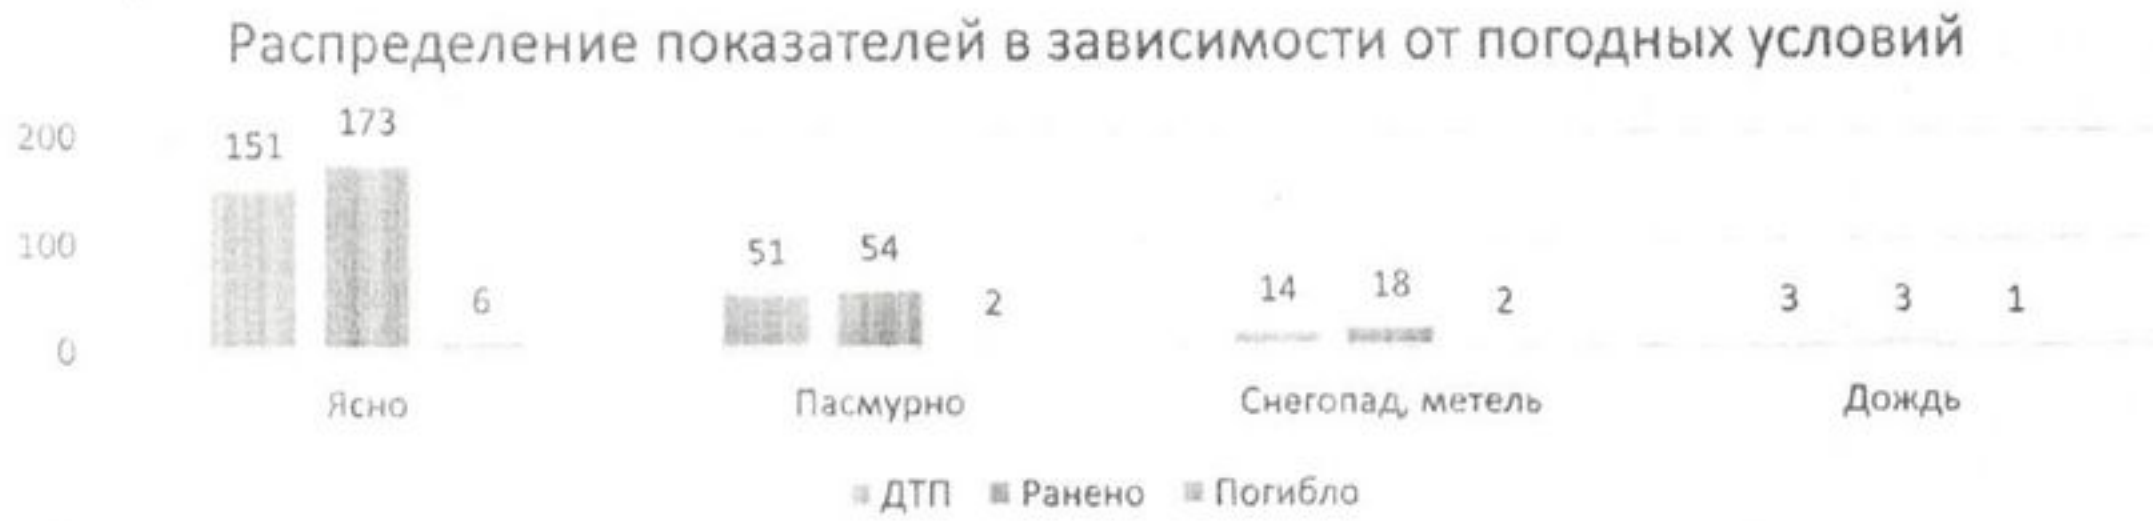 Распределение показателей в зависимости от погодных условий
200
151 173 6
100
51 54 2
14 18 2
3 3 1
0
Ясно Пасмурно Снегопад, метель Дождь
ДТП Ранено Погибло